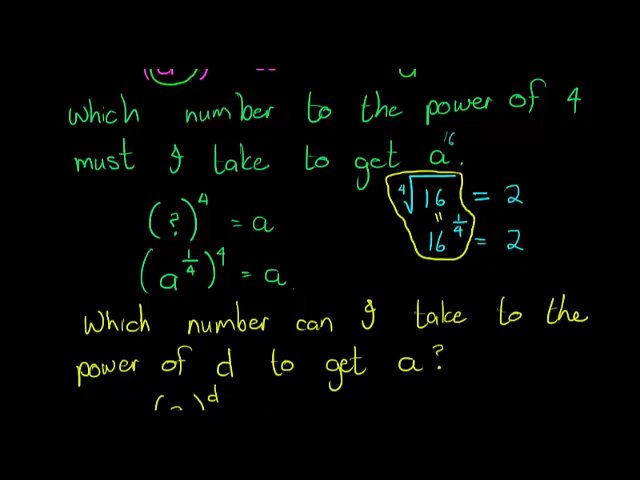 which number to the power of 4
must I take to get a.
16
(?)^4 = a
(a^{1/4})^4 = a
∜16 = 2
=
16^{1/4} = 2
Which number can I take to the
power of d to get a?
(?)^d